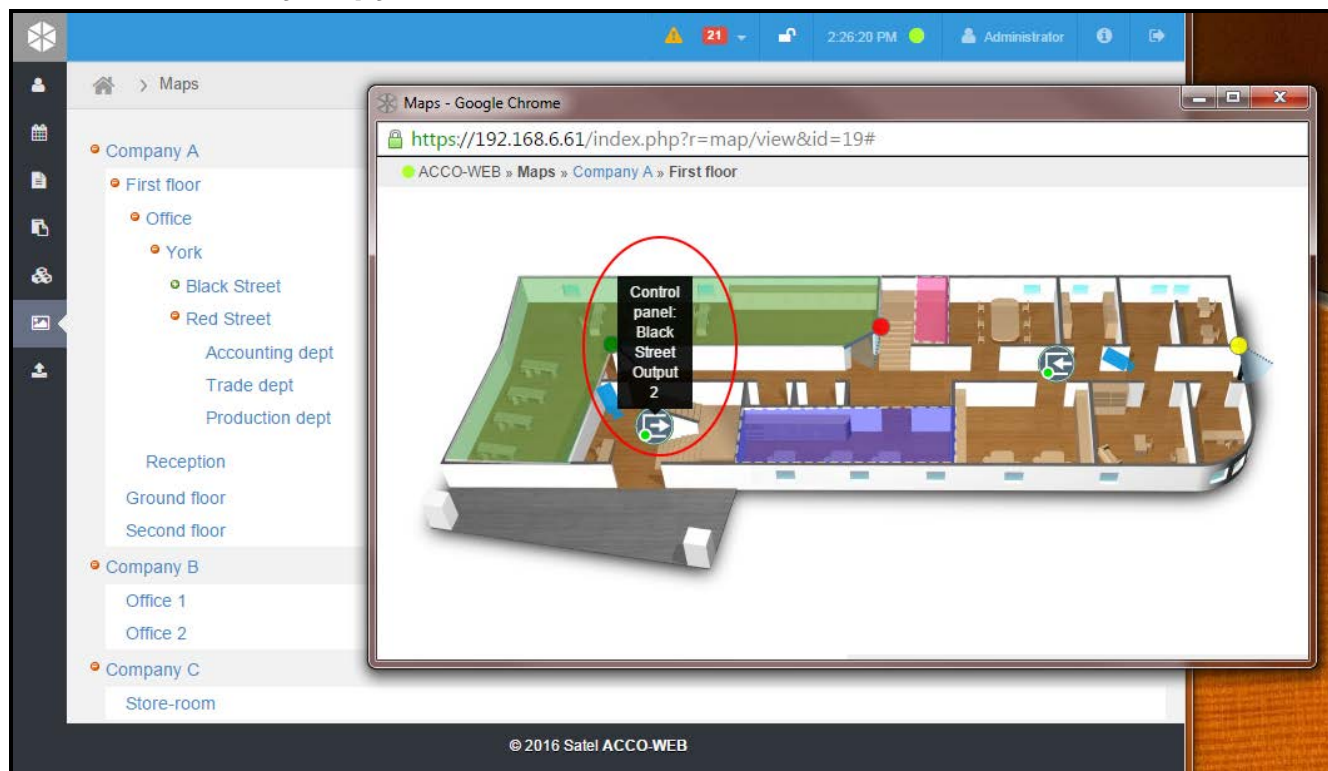 21
2:26:20 PM
Administrator
> Maps
Company A
First floor
Office
York
Black Street
Red Street
Accounting dept
Trade dept
Production dept
Reception
Ground floor
Second floor
Company B
Office 1
Office 2
Company C
Store-room
Maps - Google Chrome
https://192.168.6.61/index.php?r=map/view&id=19#
ACCO-WEB » Maps » Company A » First floor
Control
panel:
Black
Street
Output
2
© 2016 Satel ACCO-WEB